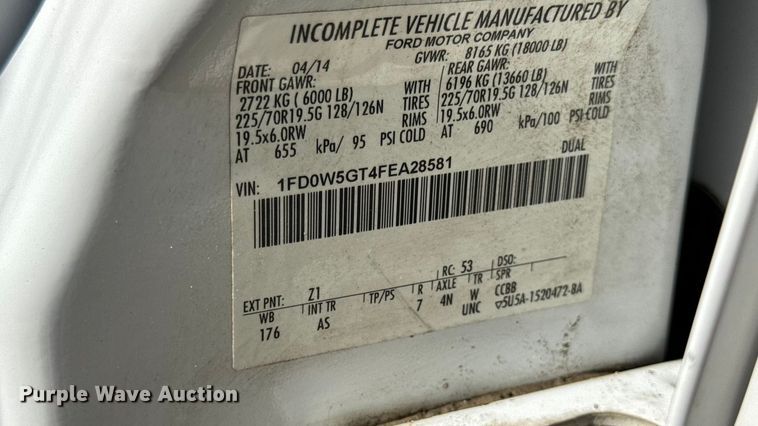 INCOMPLETE VEHICLE MANUFACTURED BY
FORD MOTOR COMPANY
GVWR: 8165 KG (18000 LB)
DATE: 04/14
FRONT GAWR:
2722 KG ( 6000 LB) WITH
225/70R19.5G 128/126N TIRES
19.5x6.0RW RIMS
AT 655 kPa/ 95 PSI COLD
REAR GAWR:
6196 KG (13660 LB) WITH
225/70R19.5G 128/126N TIRES
19.5x6.0RW RIMS
AT 690 kPa/100 PSI COLD
DUAL
VIN: 1FD0W5GT4FEA28581
EXT PNT: Z1 RC: 53 DSO:
WB INT TR TP/PS R AXLE TR SPR
176 AS 7 4N W CCBB
UNC ▽5U5A-1520472-BA
Purple Wave Auction